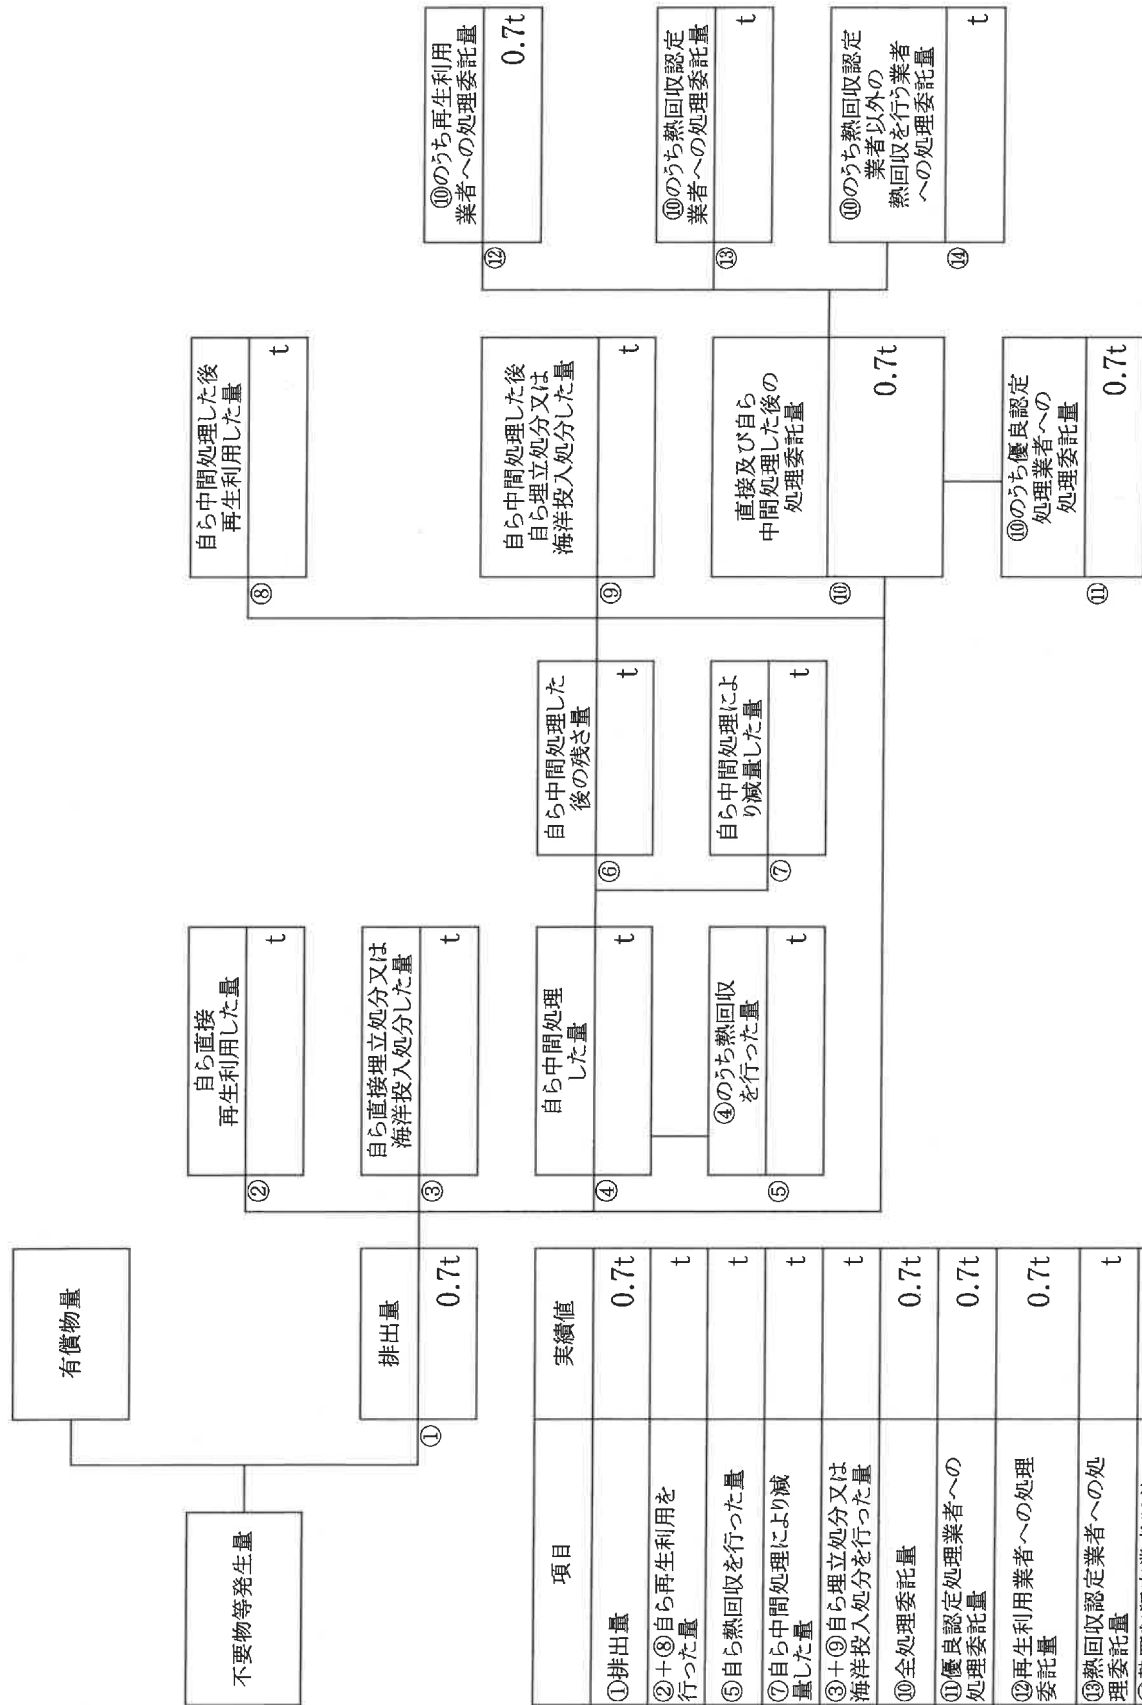 不要物等発生量
有償物量
排出量
①
0.7t
自ら直接
再生利用した量
②
t
自ら直接埋立処分又は
海洋投入処分した量
③
t
自ら中間処理
した量
④
t
④のうち熱回収
を行った量
⑤
t
自ら中間処理した
後の残さ量
⑥
t
自ら中間処理によ
り減量した量
⑦
t
自ら中間処理した後
再生利用した量
⑧
t
自ら中間処理した後
自ら埋立処分又は
海洋投入処分した量
⑨
t
直接及び自ら
中間処理した後の
処理委託量
⑩
0.7t
⑩のうち優良認定
処理業者への
処理委託量
⑪
0.7t
⑩のうち再生利用
業者への処理委託量
⑫
0.7t
⑩のうち熱回収認定
業者への処理委託量
⑬
t
⑩のうち熱回収認定
業者以外の
熱回収を行う業者
への処理委託量
⑭
t
項目 実績値
①排出量 0.7t
②+⑧自ら再生利用を
行った量 t
⑤自ら熱回収を行った量 t
⑦自ら中間処理により減
量した量 t
③+⑨自ら埋立処分又は
海洋投入処分を行った量 t
⑩全処理委託量 0.7t
⑪優良認定処理業者への
処理委託量 0.7t
⑫再生利用業者への処理
委託量 0.7t
⑬熱回収認定業者への処
理委託量 t